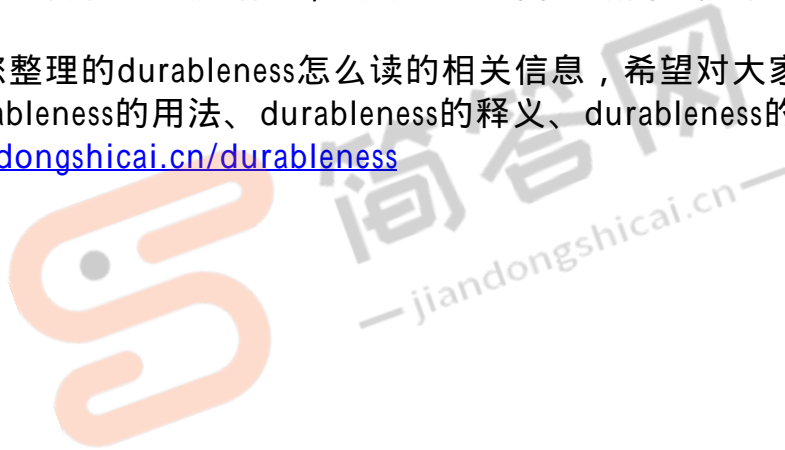 整理的durableness怎么读的相关信息，希望对大家
ableness的用法、durableness的释义、durableness的
dongshicai.cn/durableness
简答网
jiandongshicai.cn